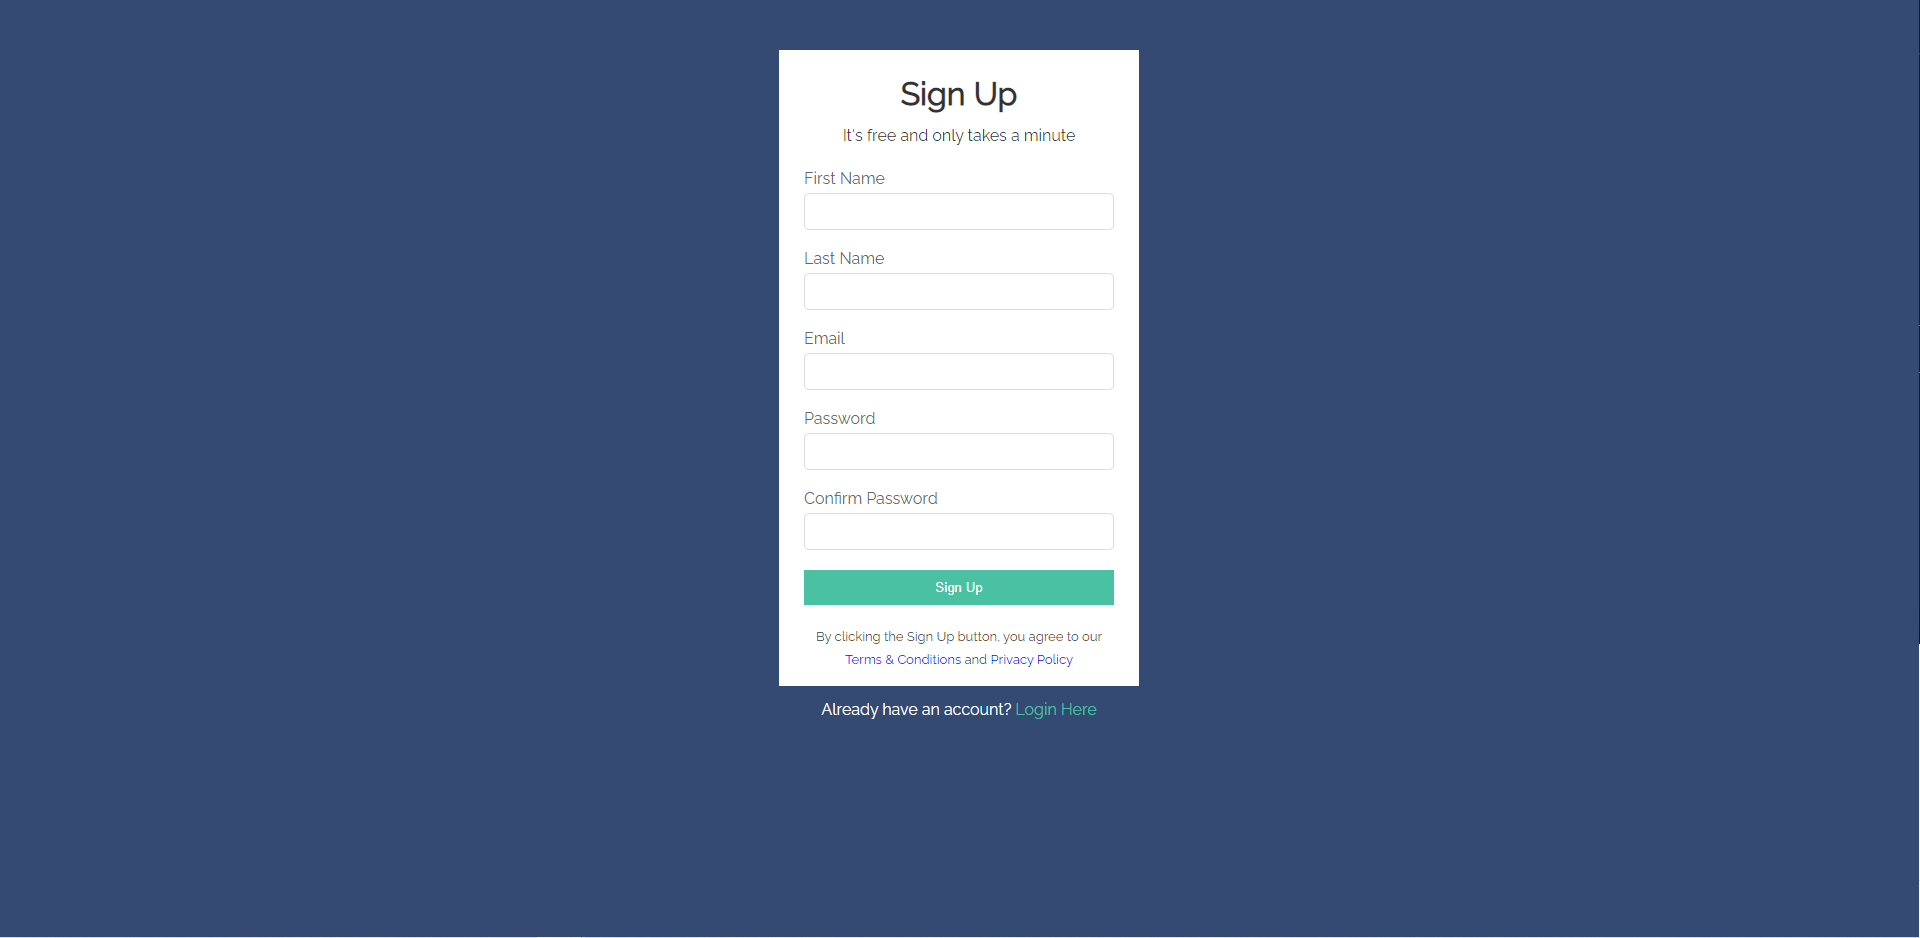 Sign Up
It's free and only takes a minute
First Name
Last Name
Email
Password
Confirm Password
Sign Up
By clicking the Sign Up button, you agree to our
Terms & Conditions and Privacy Policy
Already have an account? Login Here